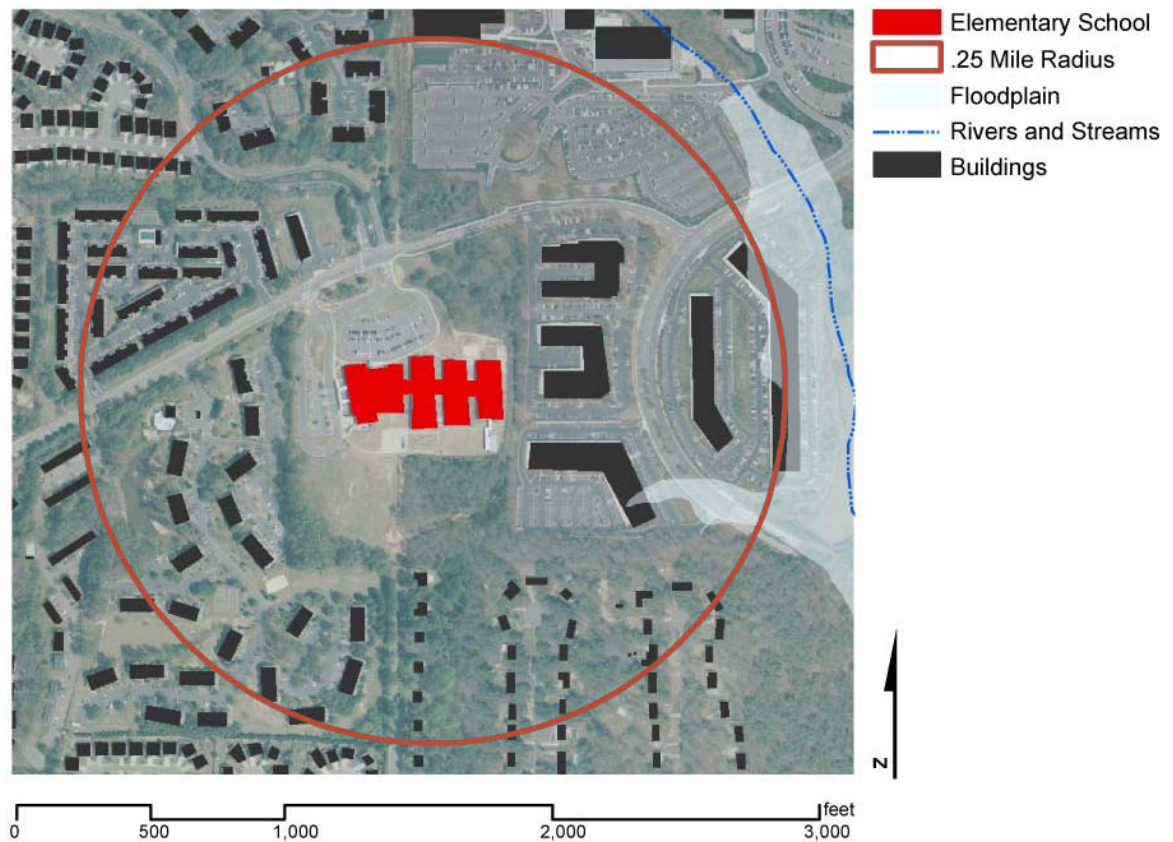 Elementary School
.25 Mile Radius
Floodplain
Rivers and Streams
Buildings
N
feet
0 500 1,000 2,000 3,000